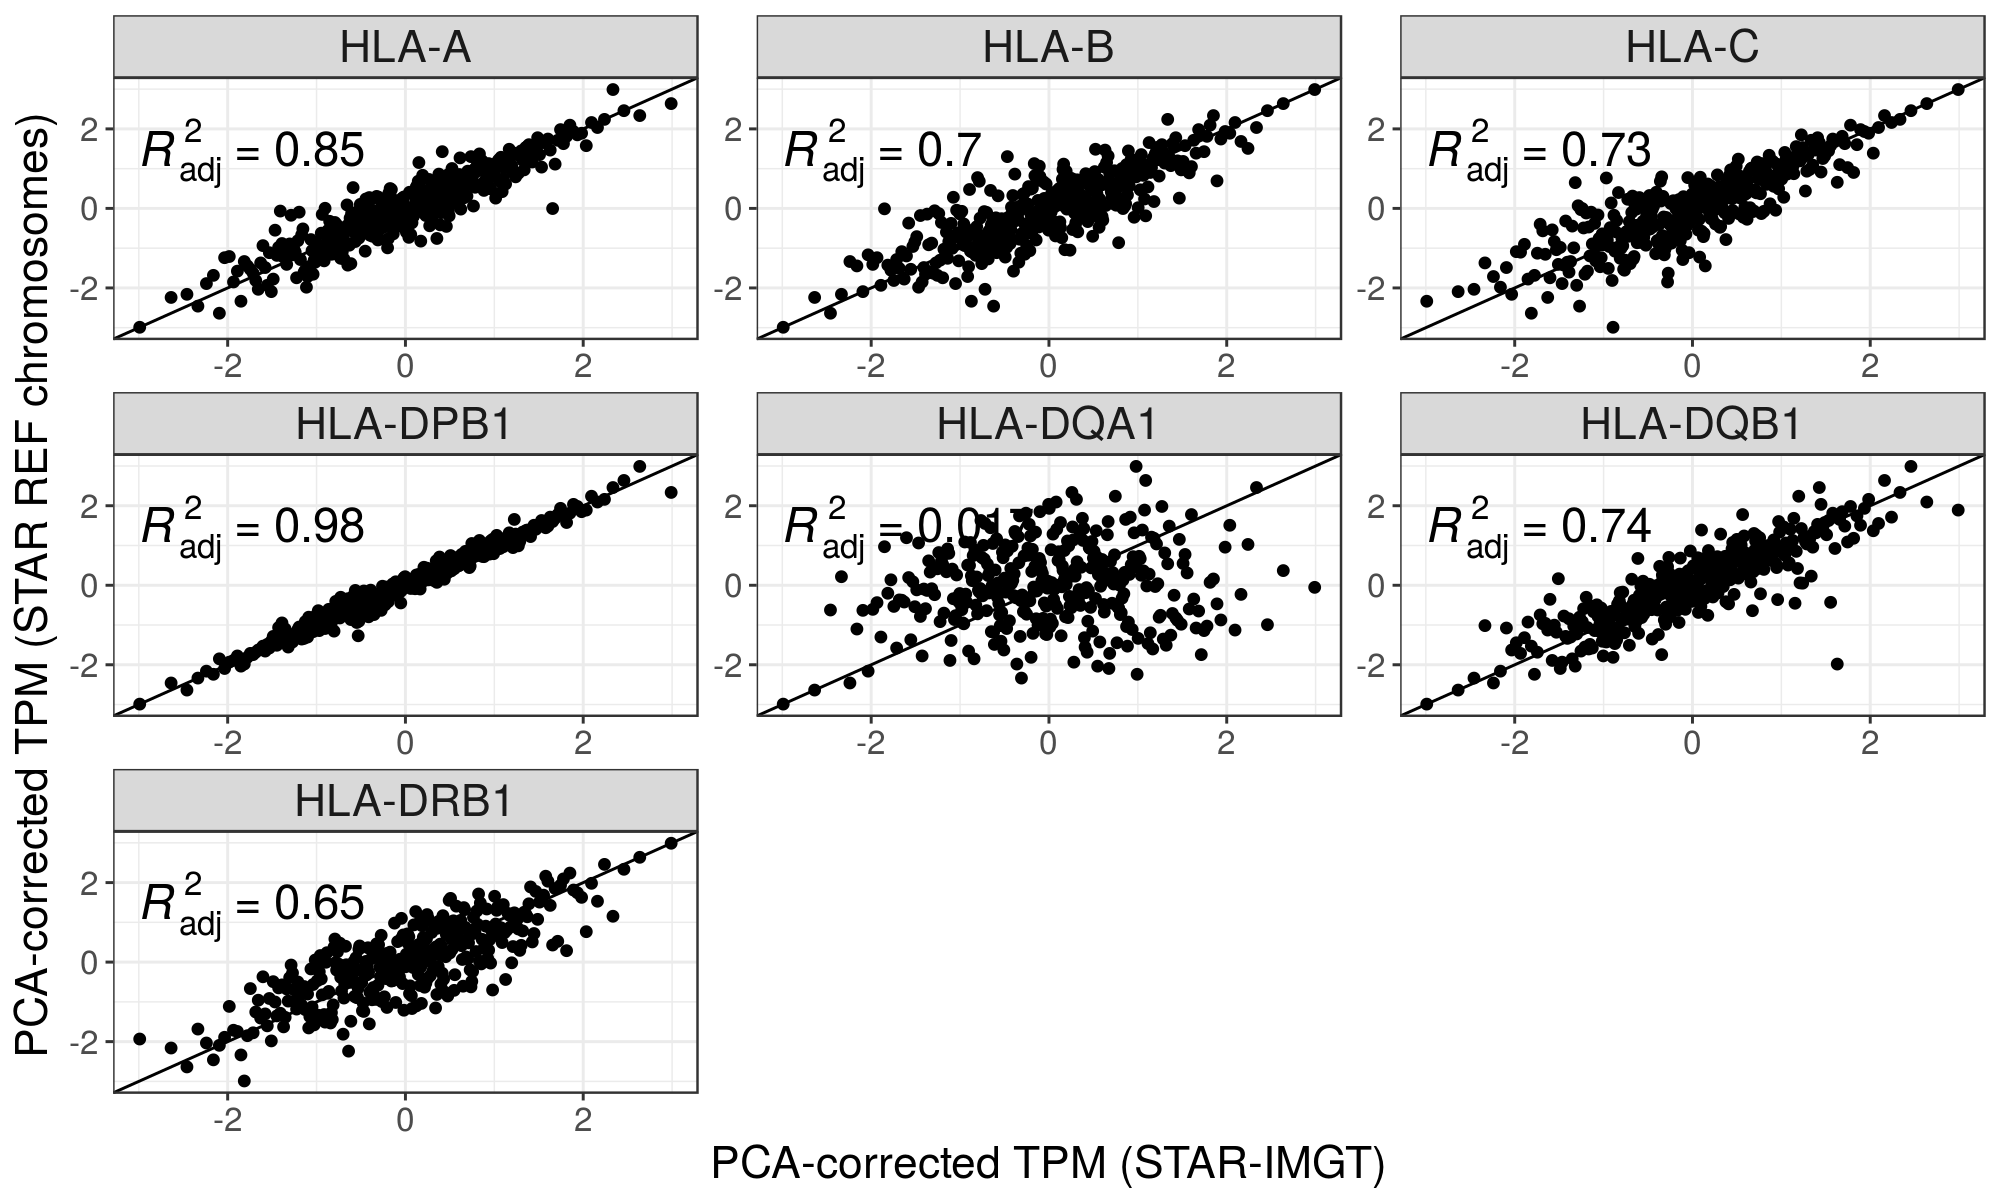 HLA-A
HLA-B
HLA-C
R²adj = 0.85
R²adj = 0.7
R²adj = 0.73
2
0
-2
-2 0 2
2
0
-2
-2 0 2
2
0
-2
-2 0 2
HLA-DPB1
HLA-DQA1
HLA-DQB1
R²adj = 0.98
R²adj = 0.017
R²adj = 0.74
2
0
-2
-2 0 2
2
0
-2
-2 0 2
2
0
-2
-2 0 2
HLA-DRB1
R²adj = 0.65
2
0
-2
-2 0 2
PCA-corrected TPM (STAR REF chromosomes)
PCA-corrected TPM (STAR-IMGT)